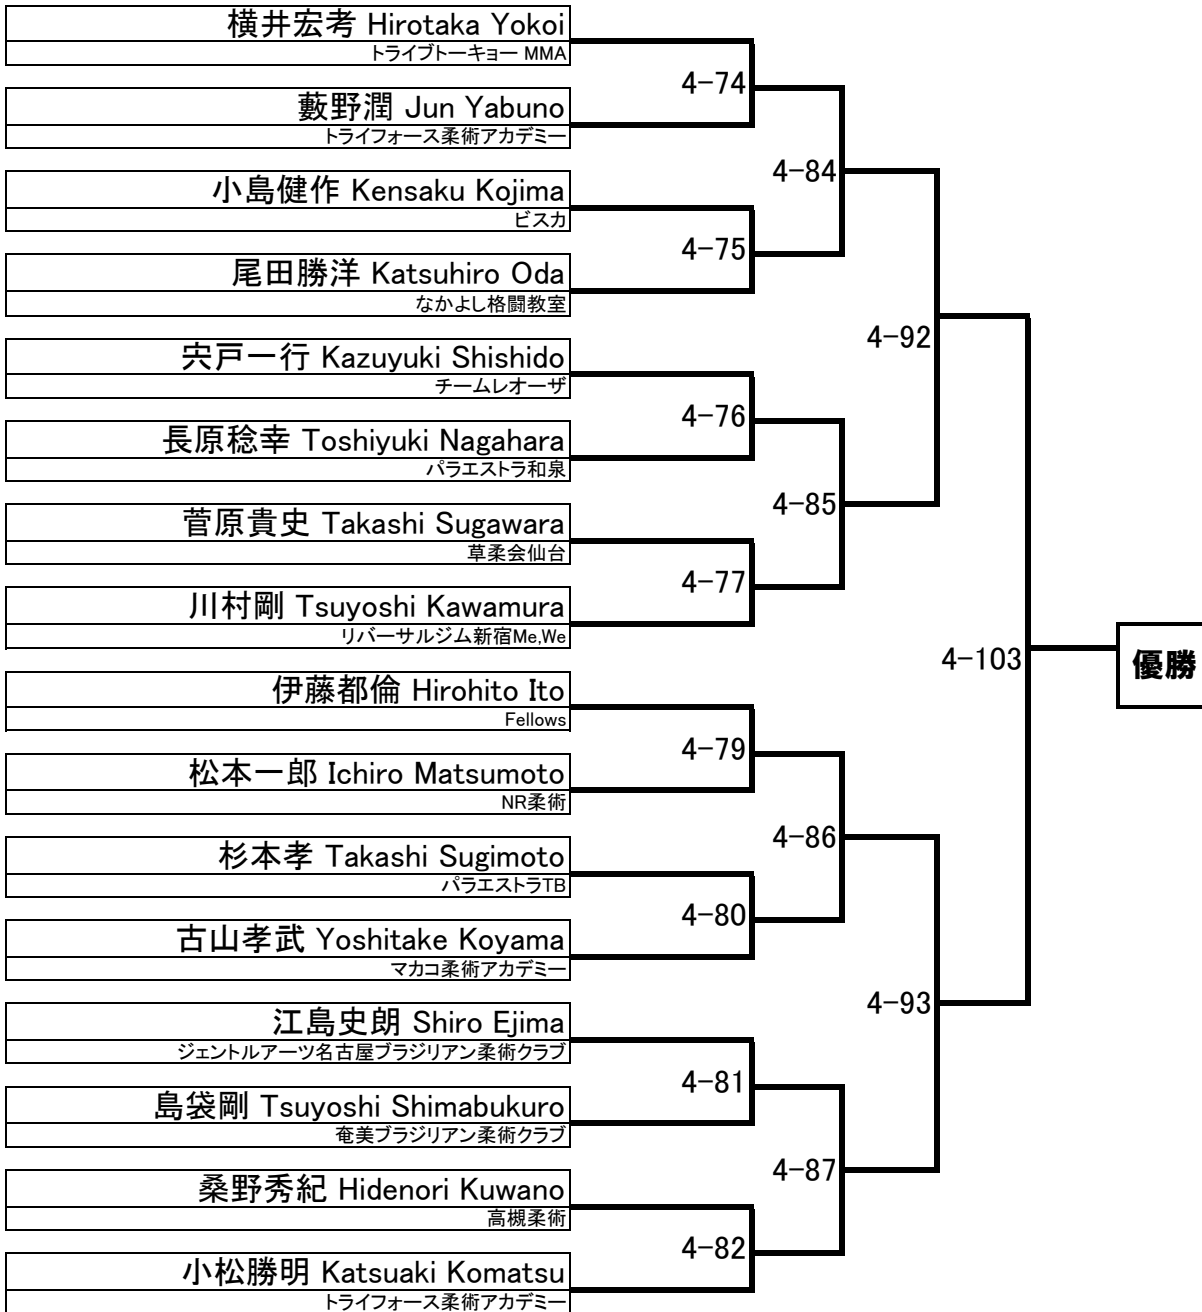 横井宏考 Hirotaka Yokoi
トライブトーキョー MMA
4-74
藪野潤 Jun Yabuno
トライフォース柔術アカデミー
4-84
小島健作 Kensaku Kojima
ビスカ
4-75
尾田勝洋 Katsuhiro Oda
なかよし格闘教室
4-92
宍戸一行 Kazuyuki Shishido
チームレオーザ
4-76
長原稔幸 Toshiyuki Nagahara
パラエストラ和泉
4-85
菅原貴史 Takashi Sugawara
草柔会仙台
4-77
川村剛 Tsuyoshi Kawamura
リバーサルジム新宿Me,We
4-103
優勝
伊藤都倫 Hirohito Ito
Fellows
4-79
松本一郎 Ichiro Matsumoto
NR柔術
4-86
杉本孝 Takashi Sugimoto
パラエストラTB
4-80
古山孝武 Yoshitake Koyama
マカコ柔術アカデミー
4-93
江島史朗 Shiro Ejima
ジェントルアーツ名古屋ブラジリアン柔術クラブ
4-81
島袋剛 Tsuyoshi Shimabukuro
奄美ブラジリアン柔術クラブ
4-87
桑野秀紀 Hidenori Kuwano
高槻柔術
4-82
小松勝明 Katsuaki Komatsu
トライフォース柔術アカデミー